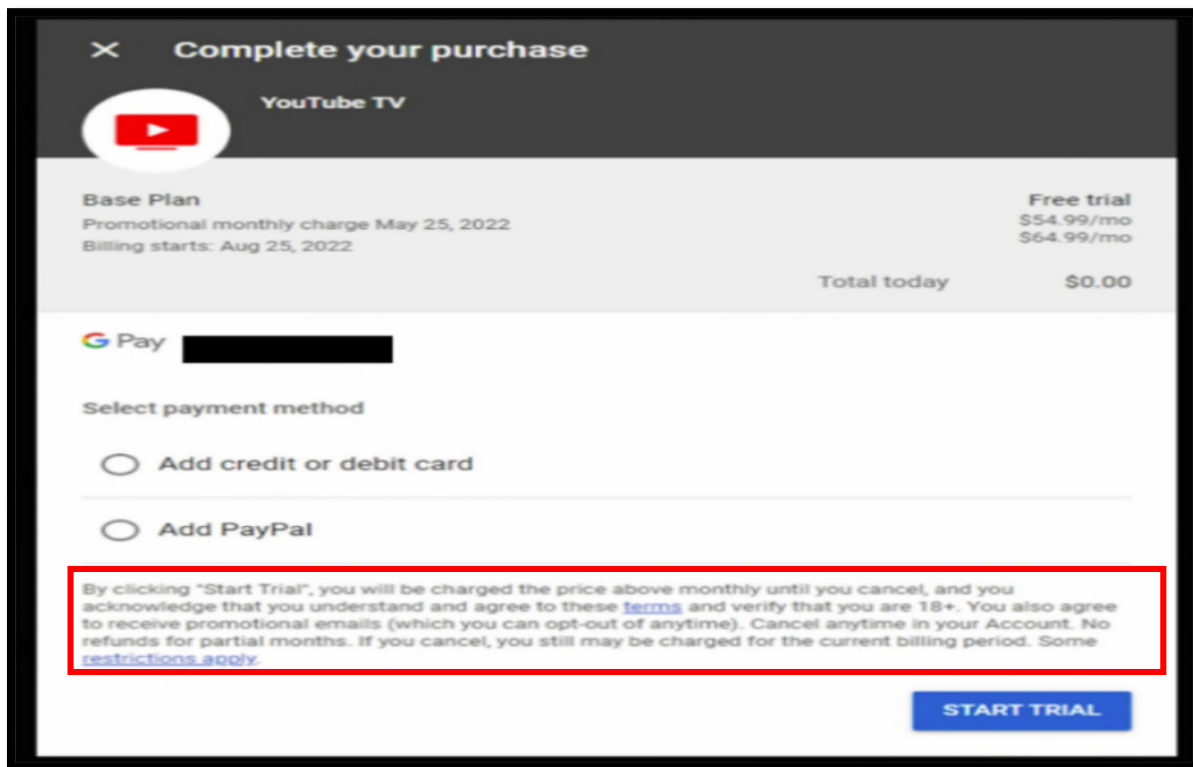 Complete your purchase
YouTube TV
Base Plan Free trial
Promotional monthly charge May 25, 2022 $54.99/mo
Billing starts: Aug 25, 2022 $64.99/mo
Total today $0.00
G Pay
Select payment method
Add credit or debit card
Add PayPal
By clicking "Start Trial", you will be charged the price above monthly until you cancel, and you
acknowledge that you understand and agree to these terms and verify that you are 18+. You also agree
to receive promotional emails (which you can opt-out of anytime). Cancel anytime in your Account. No
refunds for partial months. If you cancel, you still may be charged for the current billing period. Some
restrictions apply.
START TRIAL